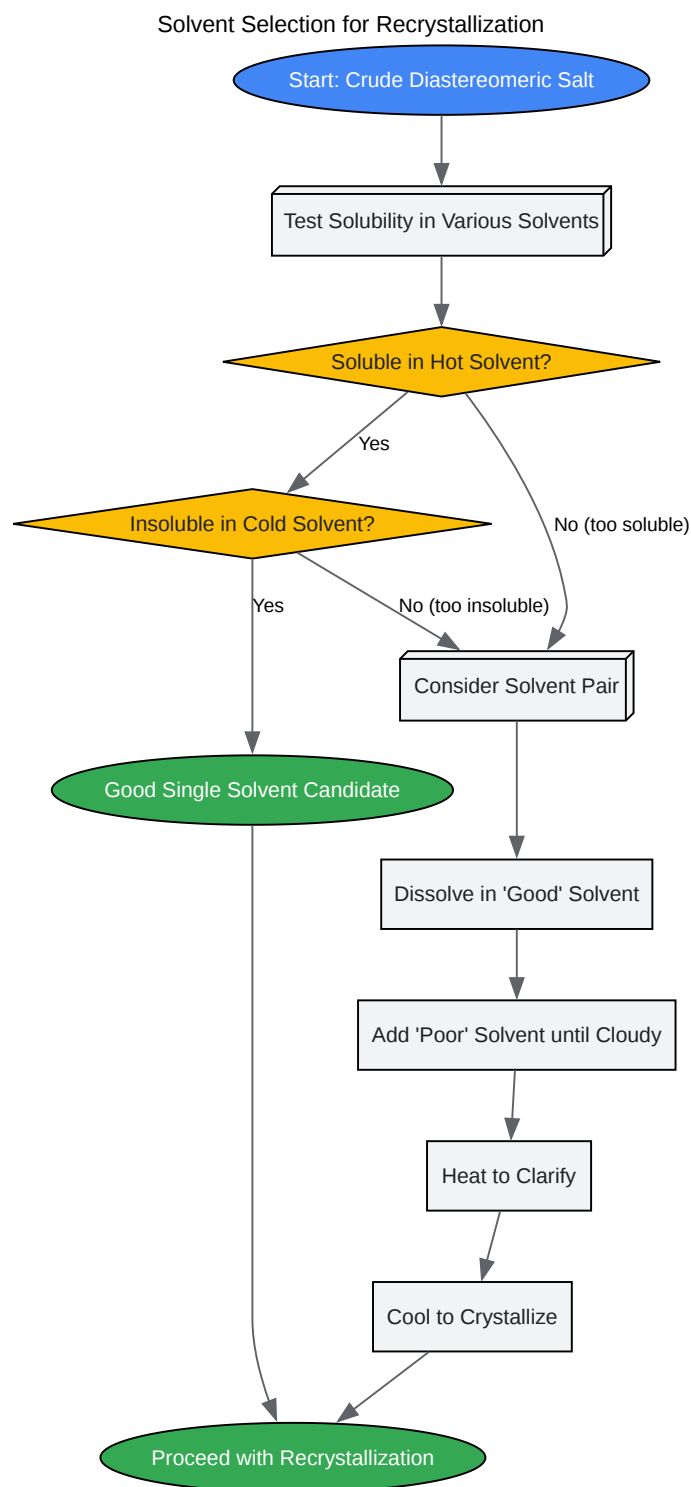 Solvent Selection for Recrystallization
Start: Crude Diastereomeric Salt
Test Solubility in Various Solvents
Soluble in Hot Solvent?
Yes
Insoluble in Cold Solvent?
No (too soluble)
Yes
No (too insoluble)
Consider Solvent Pair
Good Single Solvent Candidate
Dissolve in 'Good' Solvent
Add 'Poor' Solvent until Cloudy
Heat to Clarify
Cool to Crystallize
Proceed with Recrystallization